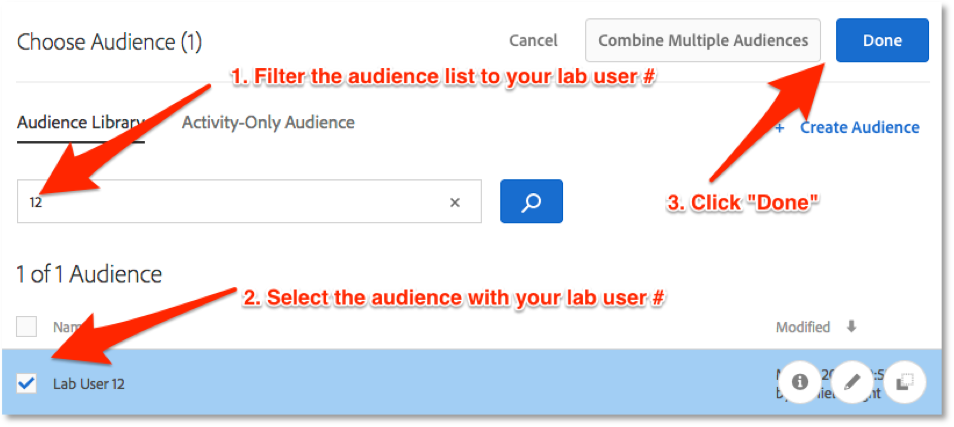 Choose Audience (1)
Cancel
Combine Multiple Audiences
Done
1. Filter the audience list to your lab user #
Audience Library
Activity-Only Audience
+ Create Audience
12
3. Click "Done"
1 of 1 Audience
2. Select the audience with your lab user #
Modified
Lab User 12